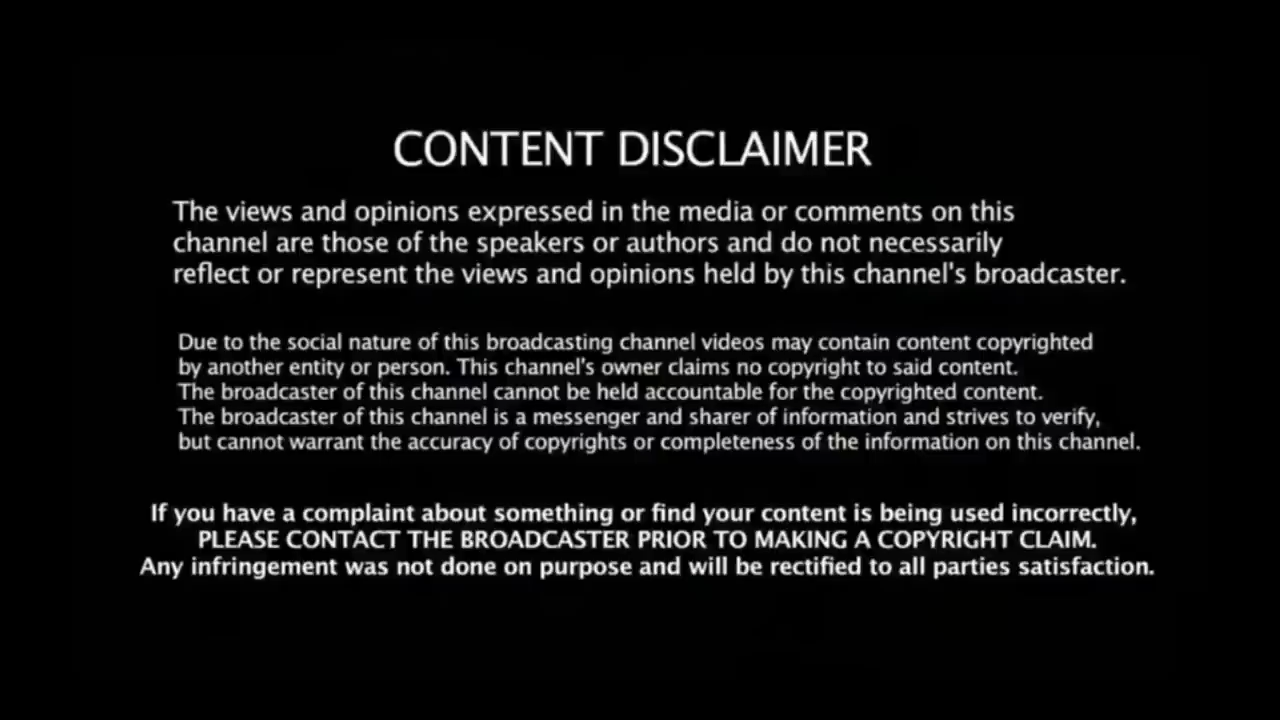 CONTENT DISCLAIMER
The views and opinions expressed in the media or comments on this
channel are those of the speakers or authors and do not necessarily
reflect or represent the views and opinions held by this channel's broadcaster.
Due to the social nature of this broadcasting channel videos may contain content copyrighted
by another entity or person. This channel's owner claims no copyright to said content.
The broadcaster of this channel cannot be held accountable for the copyrighted content.
The broadcaster of this channel is a messenger and sharer of information and strives to verify,
but cannot warrant the accuracy of copyrights or completeness of the information on this channel.
If you have a complaint about something or find your content is being used incorrectly,
PLEASE CONTACT THE BROADCASTER PRIOR TO MAKING A COPYRIGHT CLAIM.
Any infringement was not done on purpose and will be rectified to all parties satisfaction.